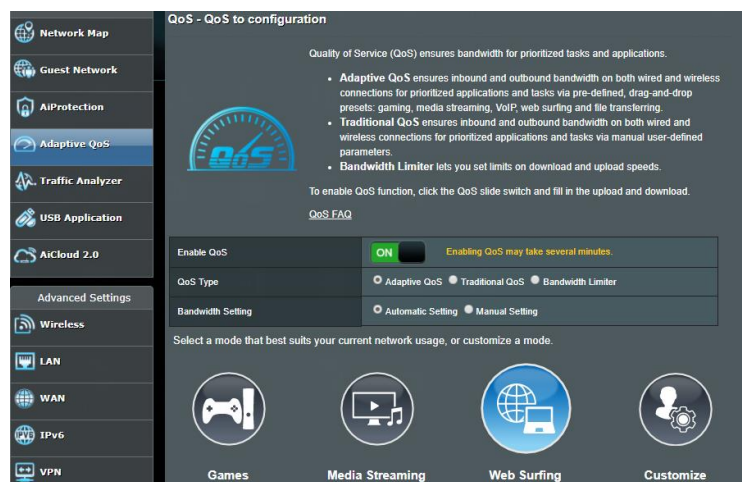 Network Map
Guest Network
AiProtection
Adaptive QoS
Traffic Analyzer
USB Application
AiCloud 2.0
Advanced Settings
Wireless
LAN
WAN
IPv6
VPN
QoS - QoS to configuration
Quality of Service (QoS) ensures bandwidth for prioritized tasks and applications.
• Adaptive QoS ensures inbound and outbound bandwidth on both wired and wireless
connections for prioritized applications and tasks via pre-defined, drag-and-drop
presets: gaming, media streaming, VoIP, web surfing and file transferring.
• Traditional QoS ensures inbound and outbound bandwidth on both wired and
wireless connections for prioritized applications and tasks via manual user-defined
parameters.
• Bandwidth Limiter lets you set limits on download and upload speeds.
To enable QoS function, click the QoS slide switch and fill in the upload and download.
QoS FAQ
QoS
Enable QoS ON Enabling QoS may take several minutes.
QoS Type Adaptive QoS Traditional QoS Bandwidth Limiter
Bandwidth Setting Automatic Setting Manual Setting
Select a mode that best suits your current network usage, or customize a mode.
Games Media Streaming Web Surfing Customize